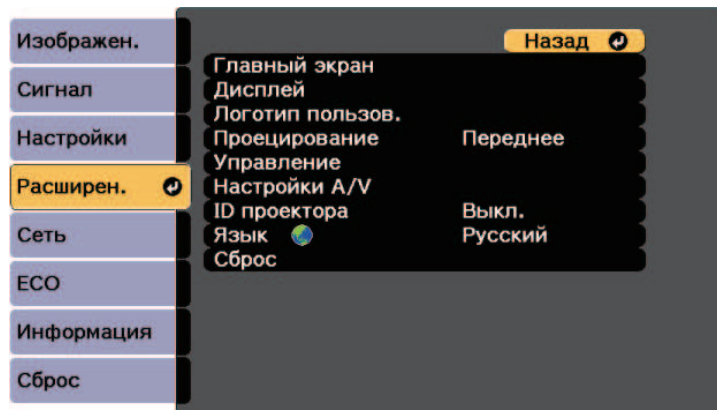 Изображен.
Сигнал
Настройки
Расширен.
Сеть
ECO
Информация
Сброс
Назад
Главный экран
Дисплей
Логотип пользов.
Проецирование Переднее
Управление
Настройки A/V
ID проектора Выкл.
Язык Русский
Сброс